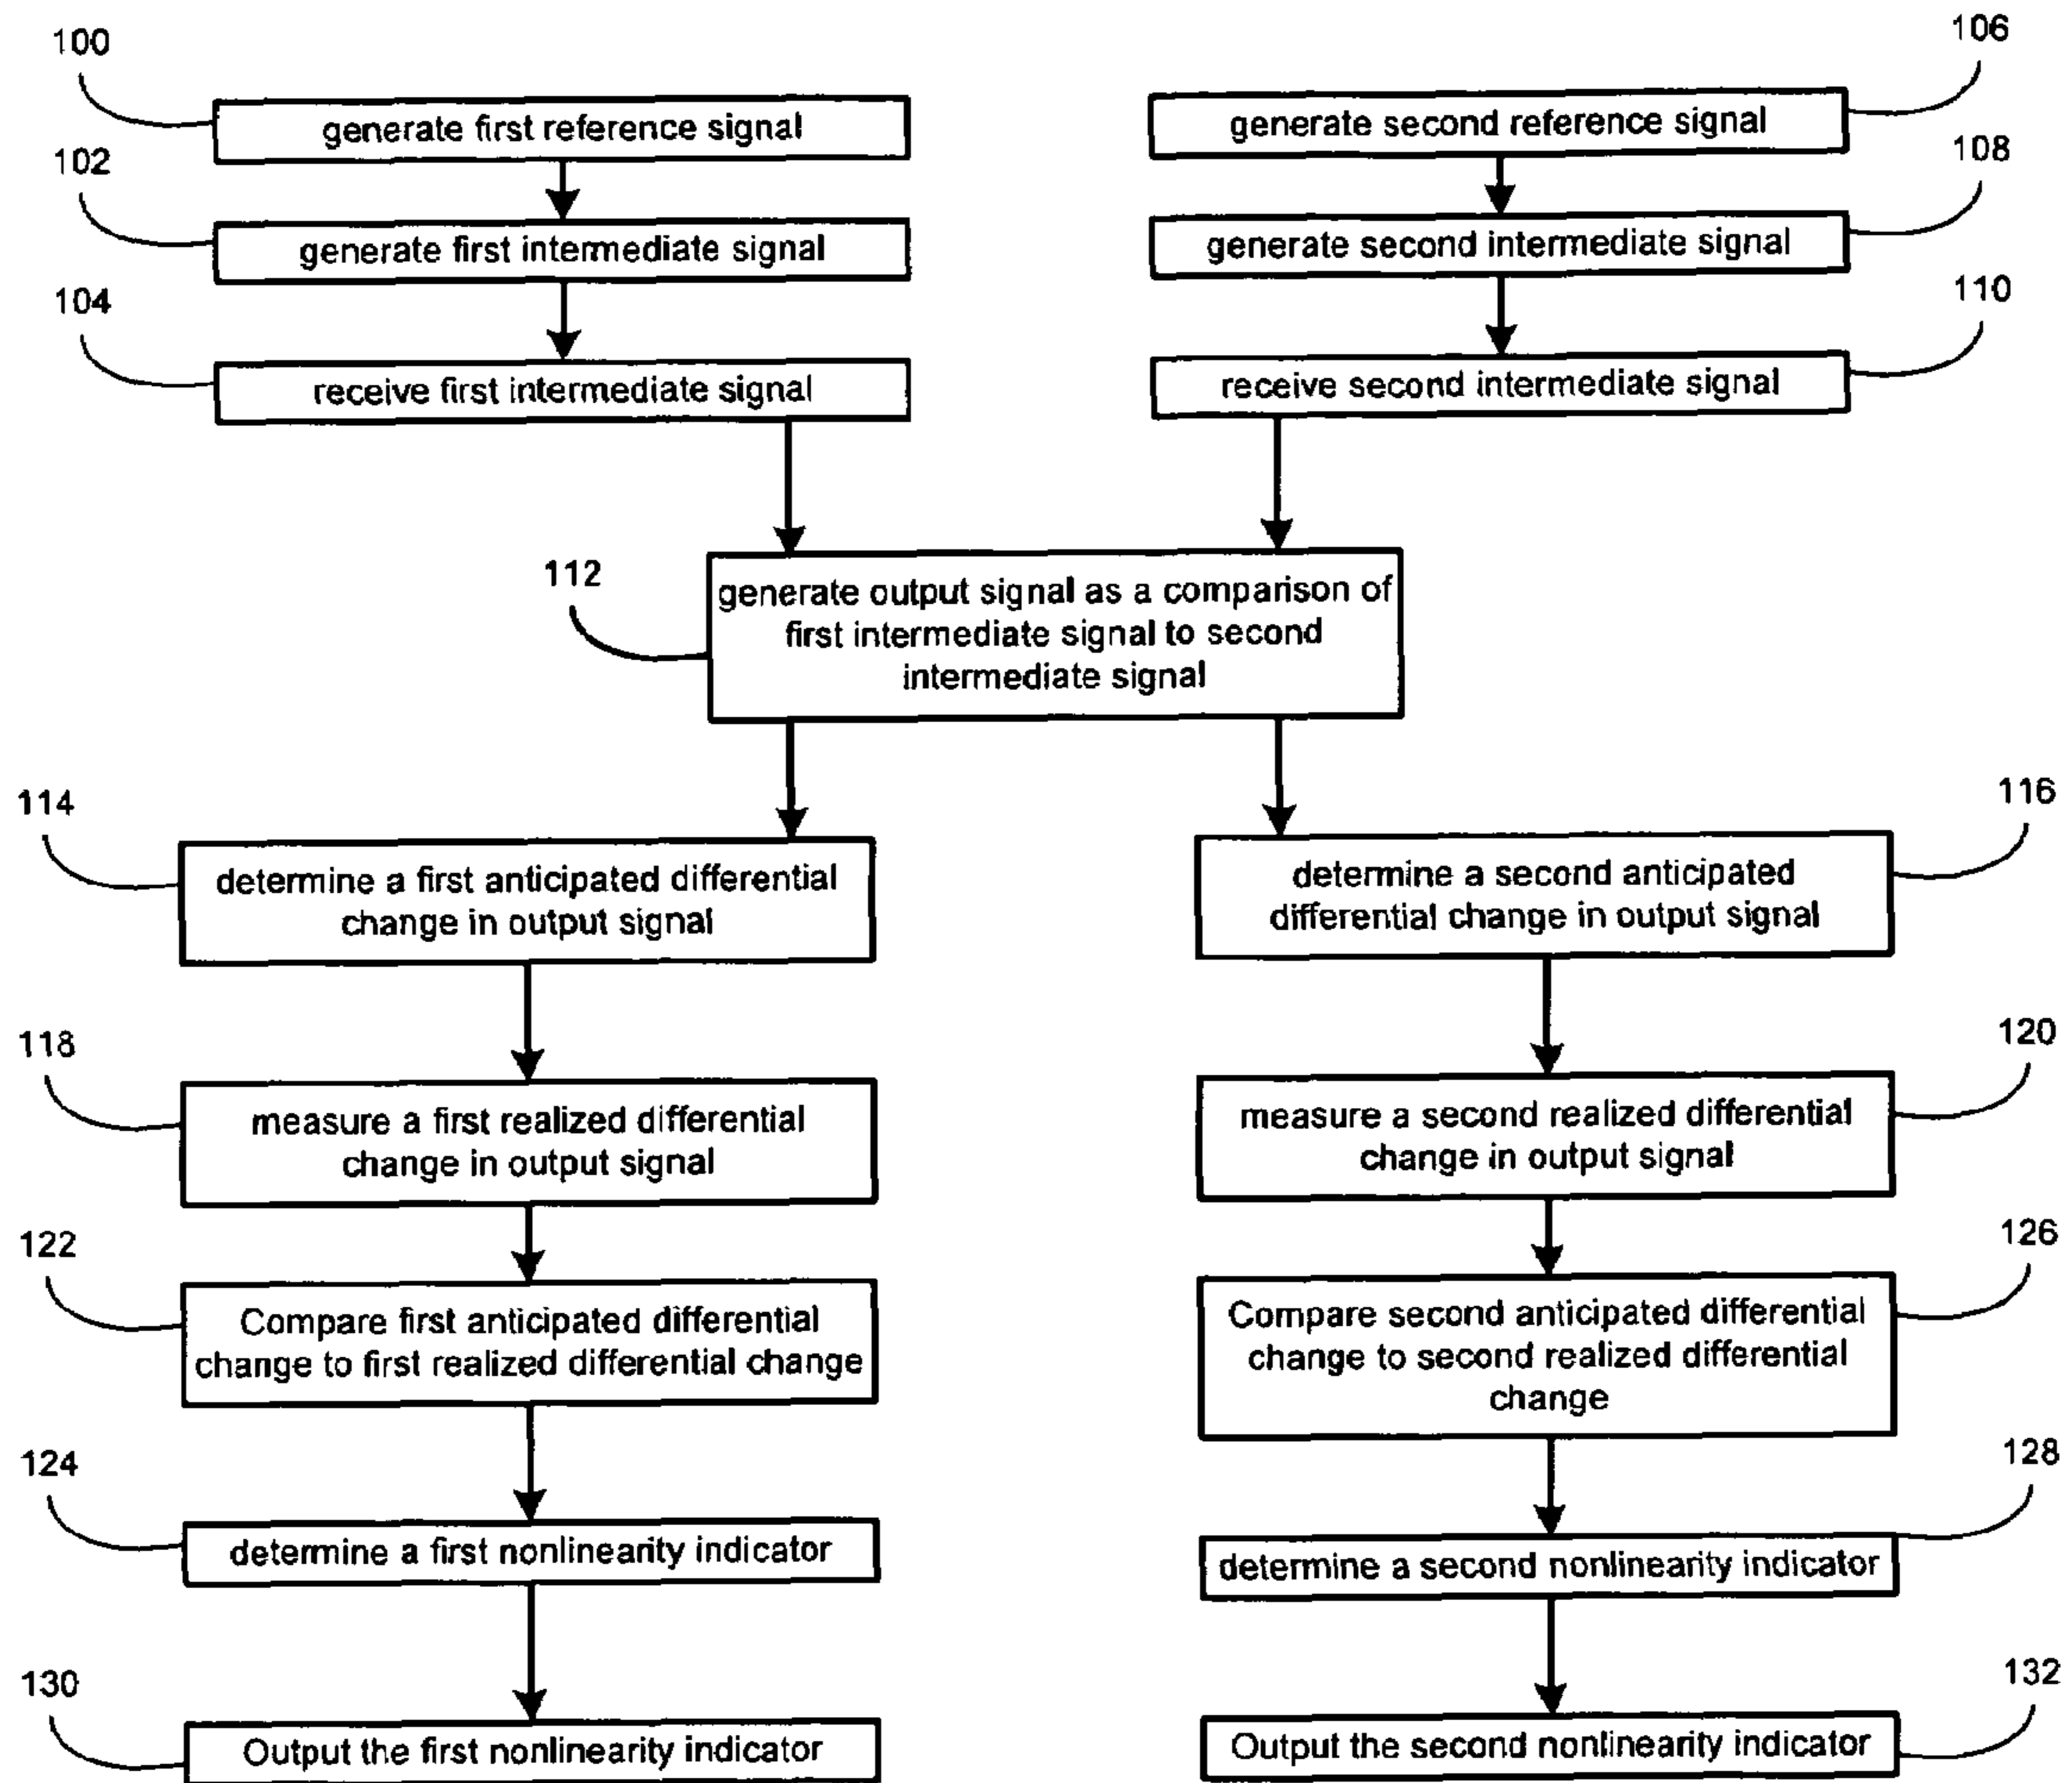 100
106
generate first reference signal
generate second reference signal
102
108
generate first intermediate signal
generate second intermediate signal
104
110
receive first intermediate signal
receive second intermediate signal
112
generate output signal as a comparison of
first intermediate signal to second
intermediate signal
114
116
determine a first anticipated differential
change in output signal
determine a second anticipated
differential change in output signal
118
120
measure a first realized differential
change in output signal
measure a second realized differential
change in output signal
122
126
Compare first anticipated differential
change to first realized differential change
Compare second anticipated differential
change to second realized differential
change
124
128
determine a first nonlinearity indicator
determine a second nonlinearity indicator
130
132
Output the first nonlinearity indicator
Output the second nonlinearity indicator